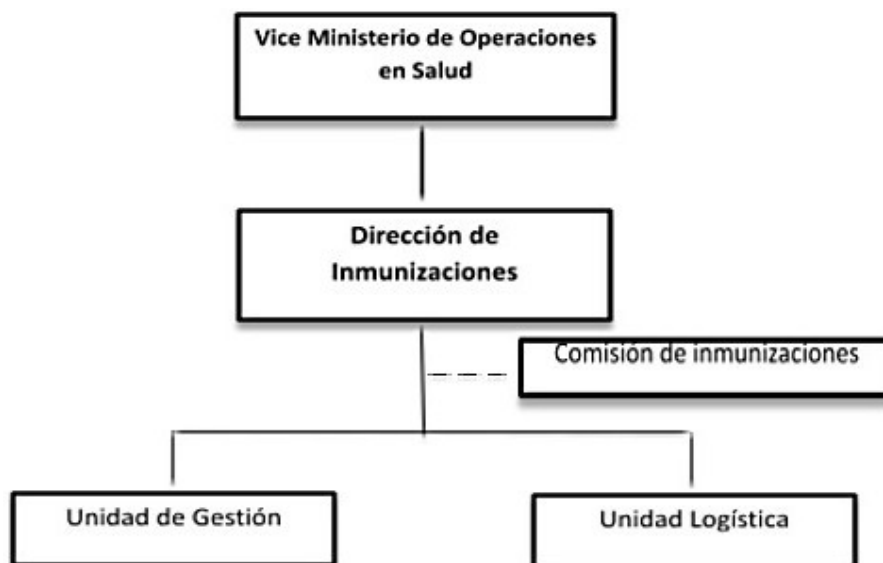 Vice Ministerio de Operaciones
en Salud
Dirección de
Inmunizaciones
Comisión de inmunizaciones
Unidad de Gestión
Unidad Logística